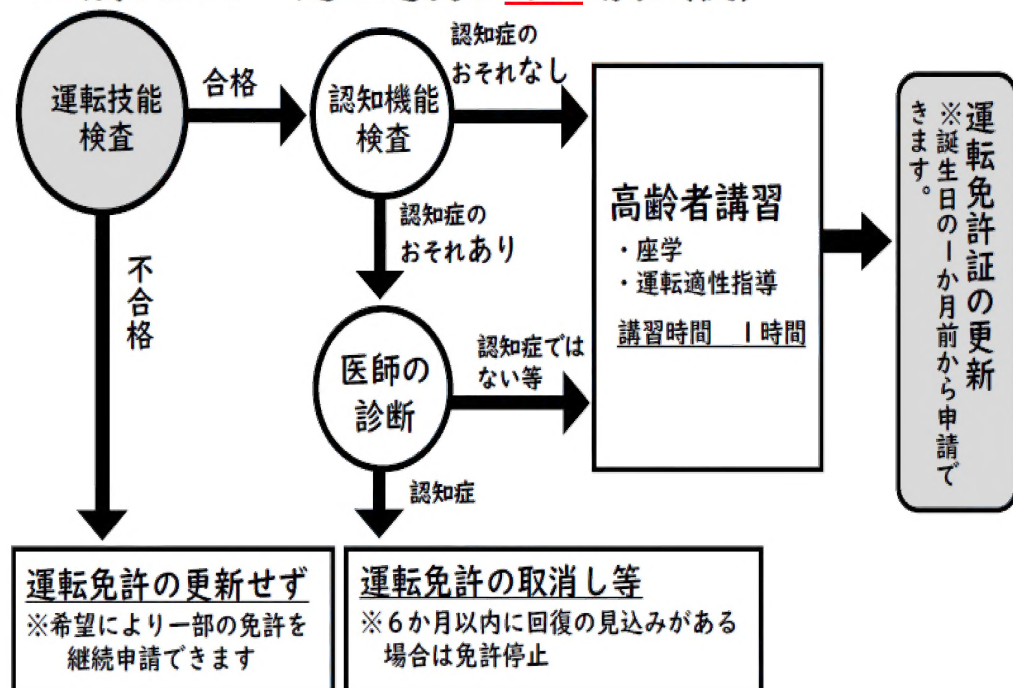 運転技能
検査
合格
認知機能
検査
認知症の
おそれなし
高齢者講習
・座学
・運転適性指導
講習時間 1時間
運転免許証の更新
※誕生日の1か月前から申請で
きます。
不合格
認知症の
おそれあり
医師の
診断
認知症では
ない等
認知症
運転免許の更新せず
※希望により一部の免許を
継続申請できます
運転免許の取消し等
※6か月以内に回復の見込みがある
場合は免許停止